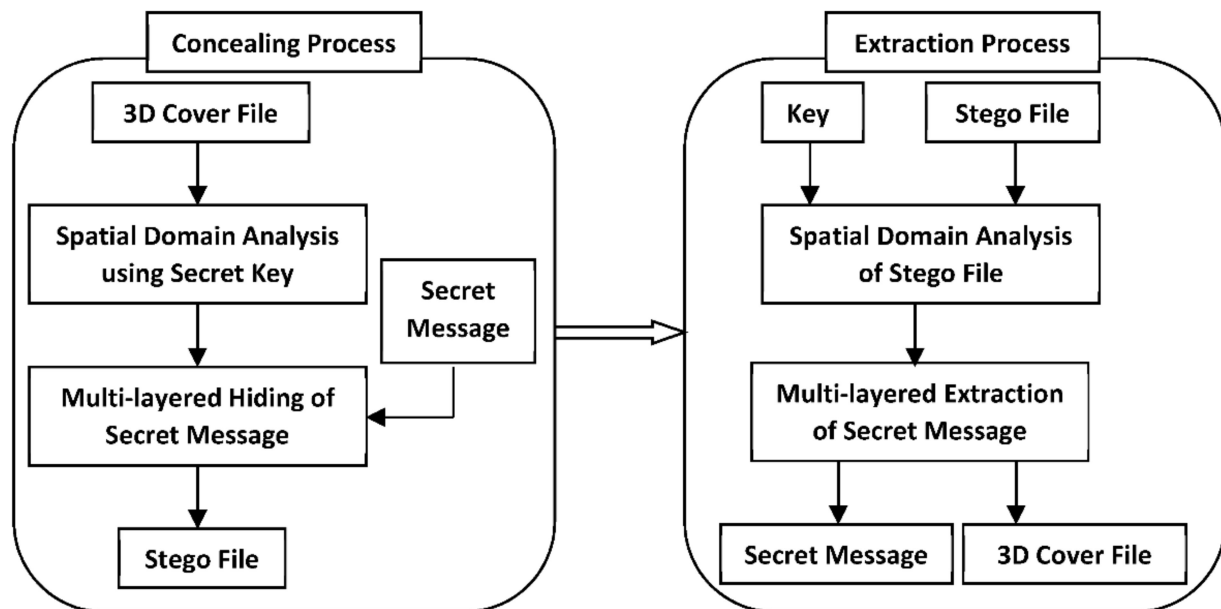 Concealing Process
3D Cover File
Spatial Domain Analysis
using Secret Key
Secret
Message
Multi-layered Hiding of
Secret Message
Stego File
Extraction Process
Key
Stego File
Spatial Domain Analysis
of Stego File
Multi-layered Extraction
of Secret Message
Secret Message
3D Cover File